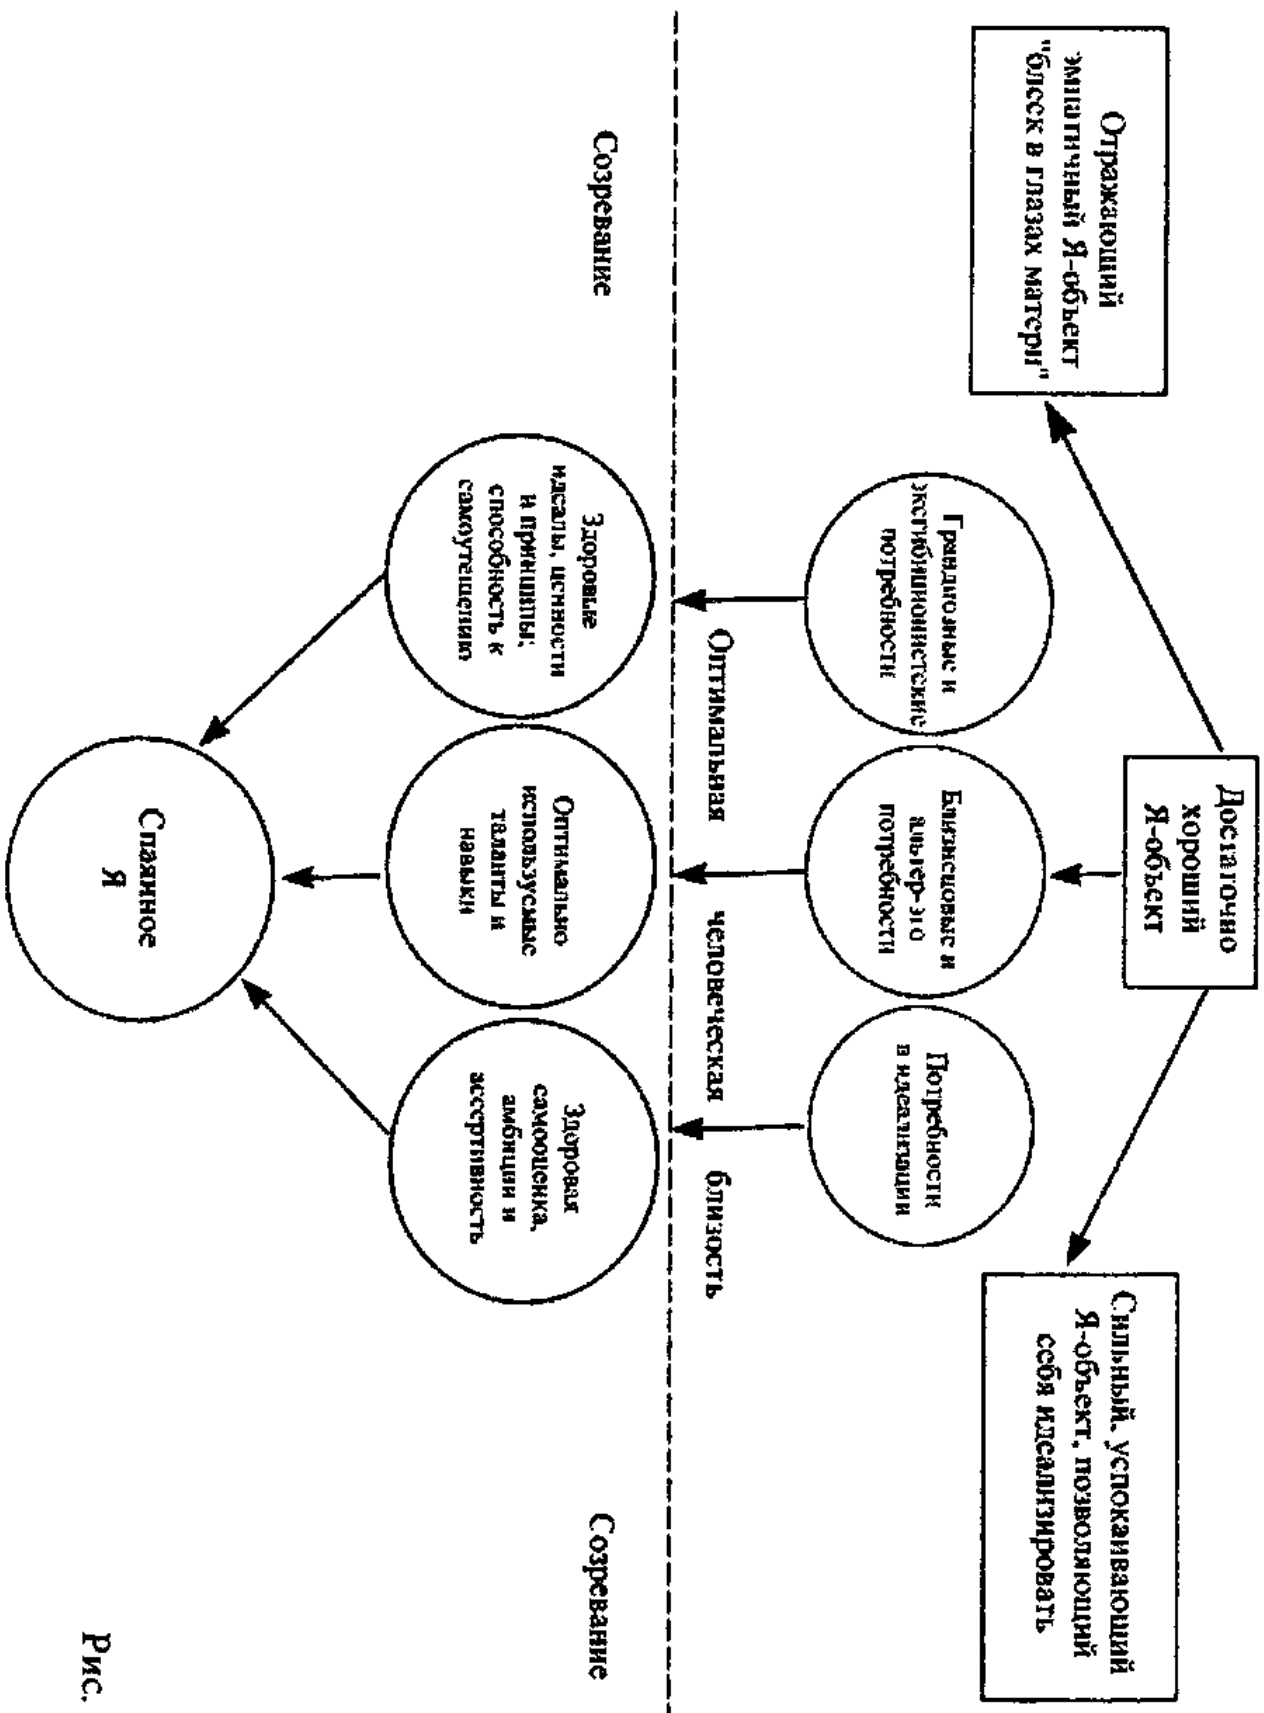 Достаточно
хороший
Я-объект
Отражающий
эмпатичный Я-объект
"блеск в глазах матери"
Сильный, успокаивающий
Я-объект, позволяющий
себя идеализировать
Грандиозные и
эксгибиционистские
потребности
Близнецовые и
альтер-эго
потребности
Потребности
в идеализации
Оптимальная человеческая близость
Созревание
Созревание
Здоровые
идеалы, ценности
и принципы;
способность к
самоутешению
Оптимально
используемые
таланты и
навыки
Здоровая
самооценка,
амбиции и
ассертивность
Спаянное
Я
Рис.